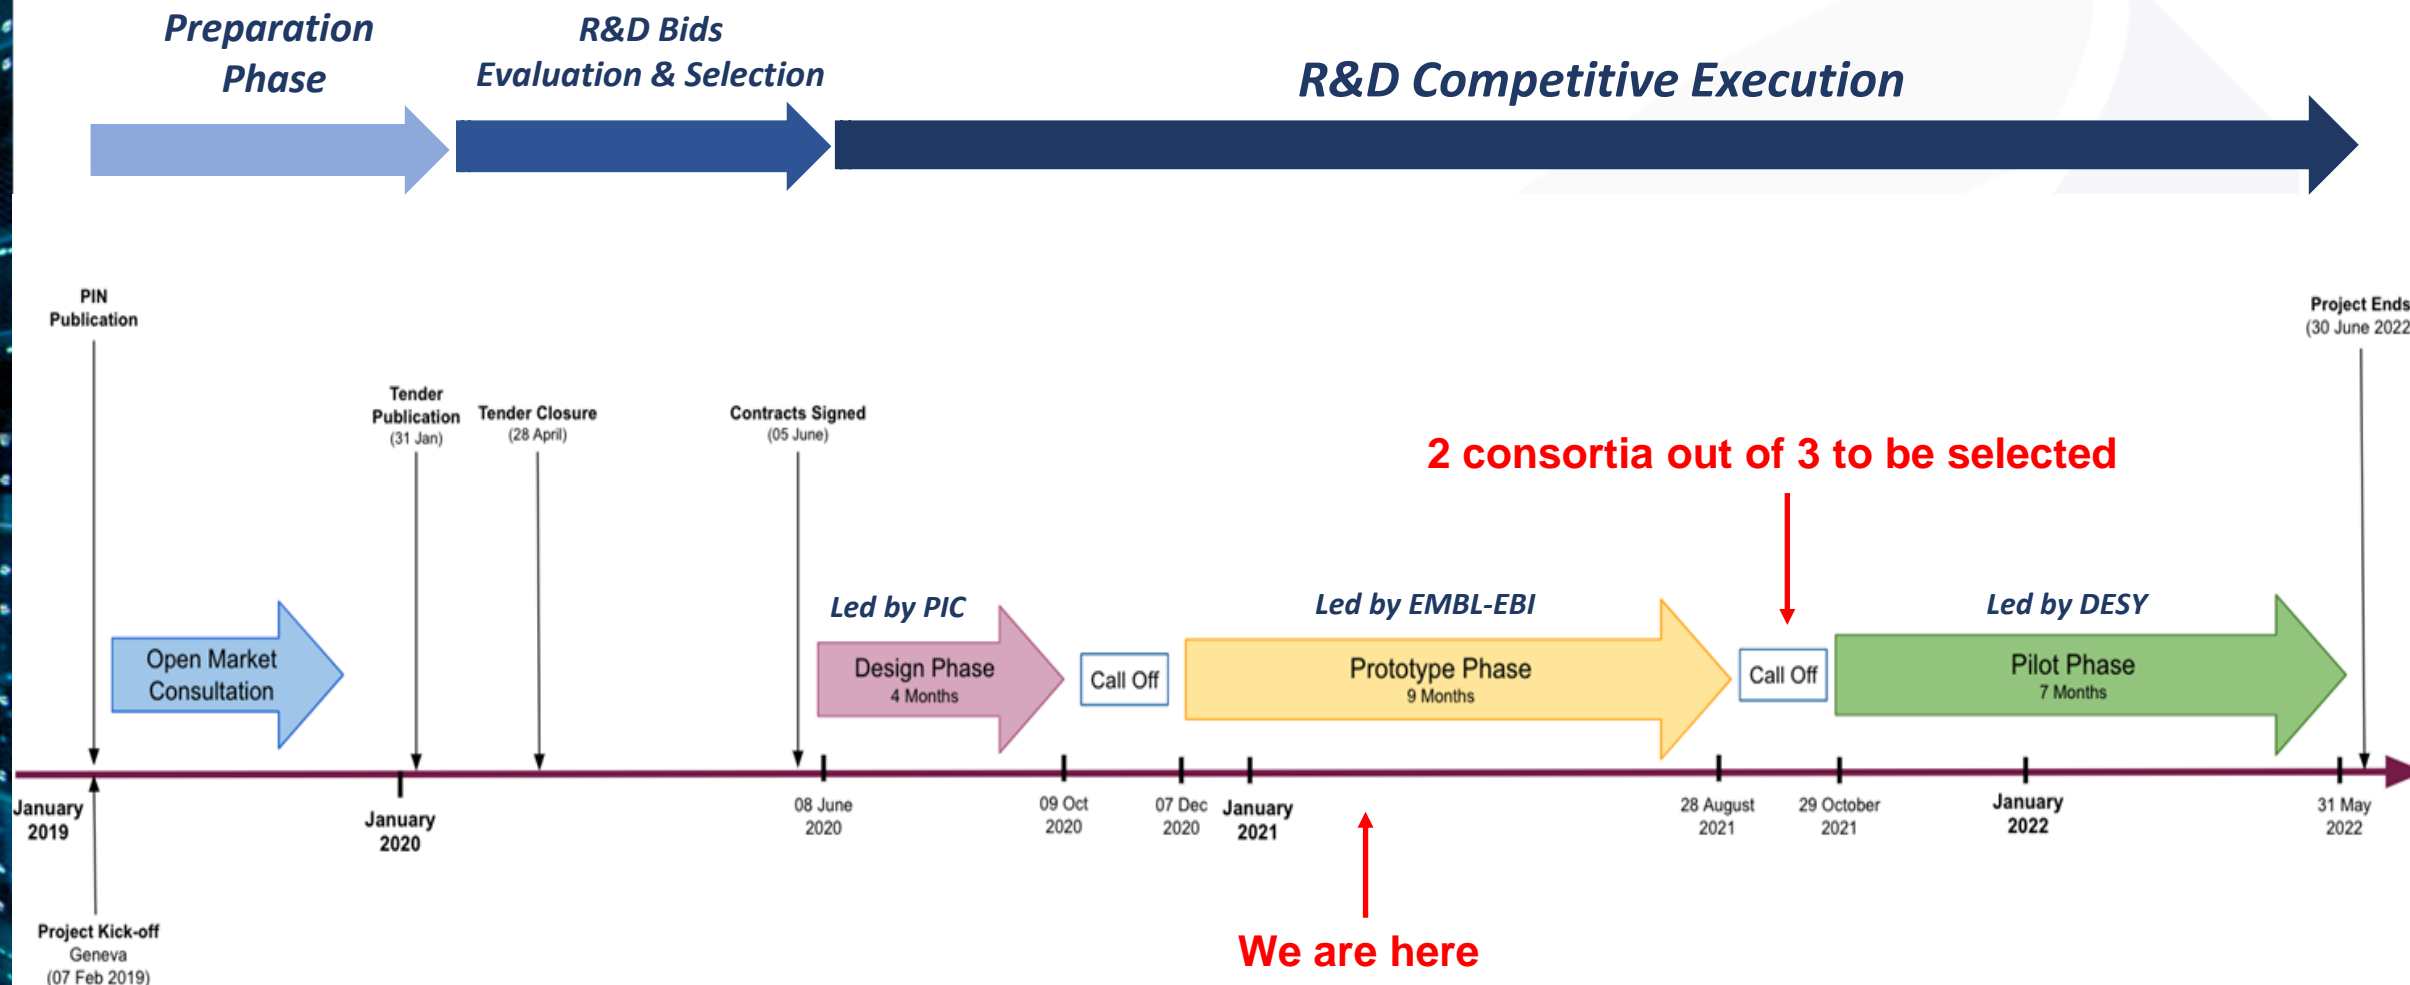 Preparation
Phase
R&D Bids
Evaluation & Selection
R&D Competitive Execution
PIN
Publication
Project Ends
(30 June 2022
Tender
Publication
(31 Jan)
Tender Closure
(28 April)
Contracts Signed
(05 June)
2 consortia out of 3 to be selected
Led by PIC
Led by EMBL-EBI
Led by DESY
Open Market
Consultation
Design Phase
4 Months
Call Off
Prototype Phase
9 Months
Call Off
Pilot Phase
7 Months
January
2019
January
2020
08 June
2020
09 Oct
2020
07 Dec
2020
January
2021
28 August
2021
29 October
2021
January
2022
31 May
2022
Project Kick-off
Geneva
(07 Feb 2019)
We are here